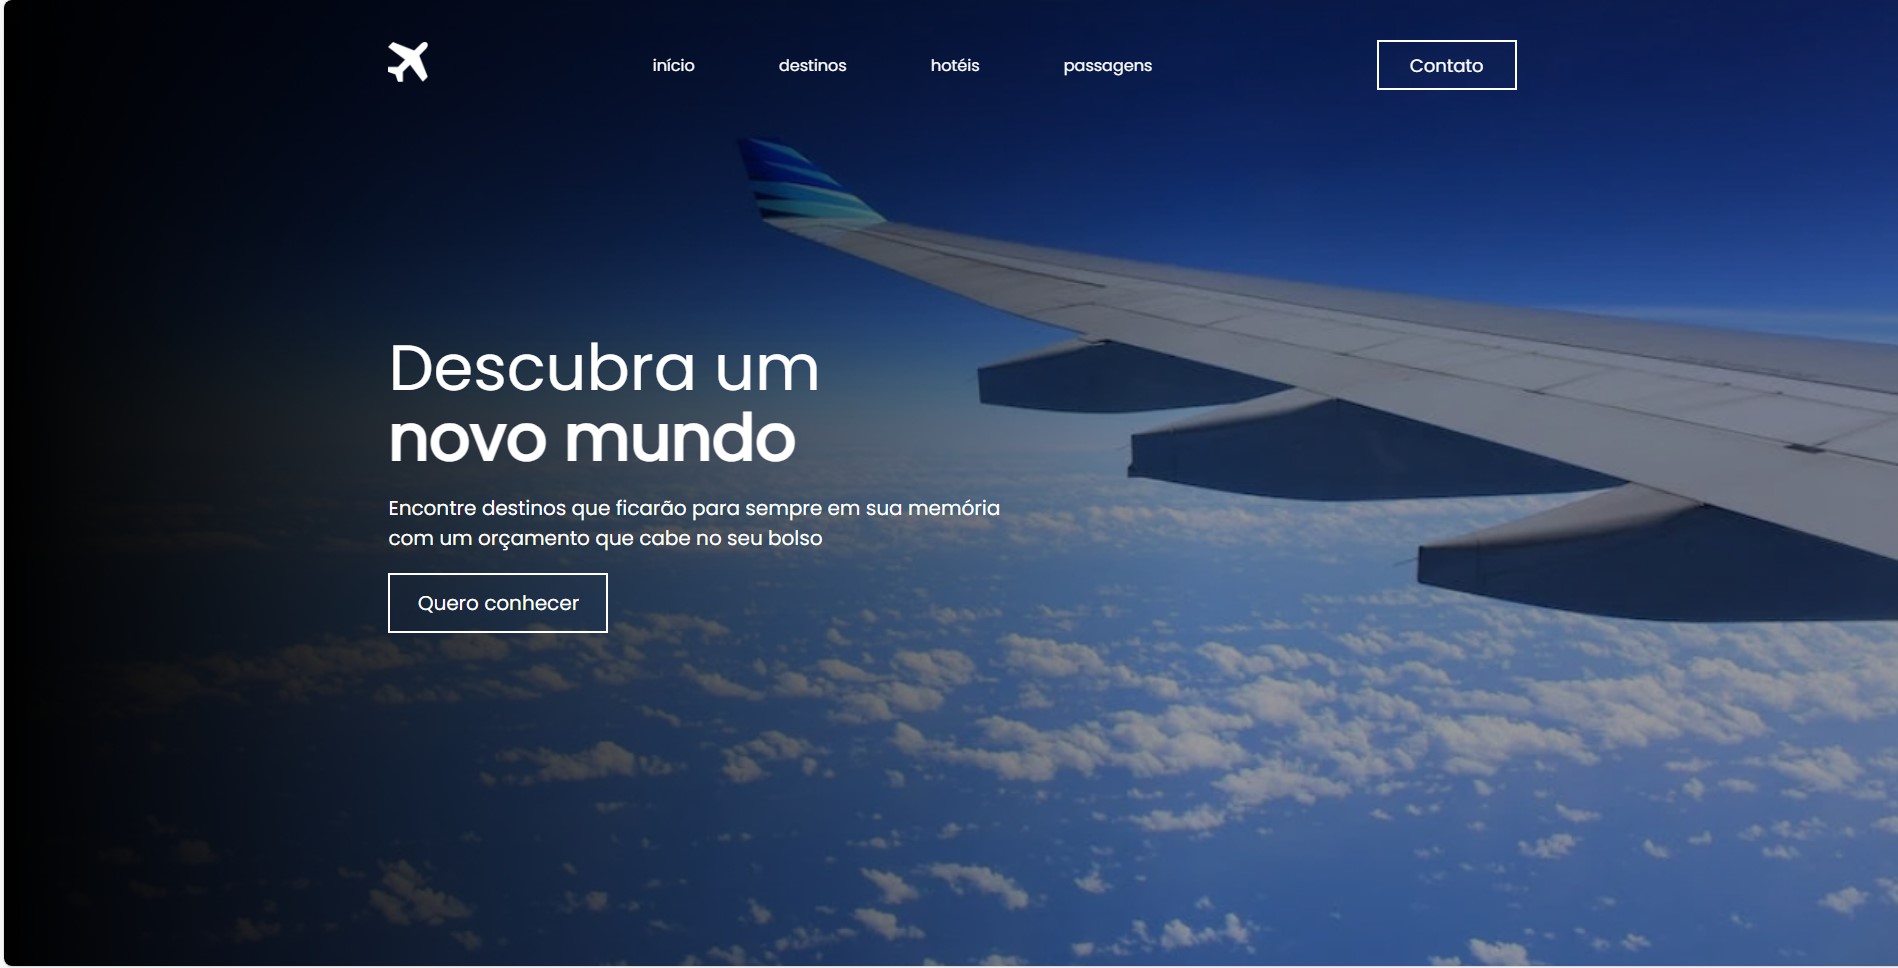 início destinos hotéis passagens Contato
Descubra um
novo mundo
Encontre destinos que ficarão para sempre em sua memória
com um orçamento que cabe no seu bolso
Quero conhecer